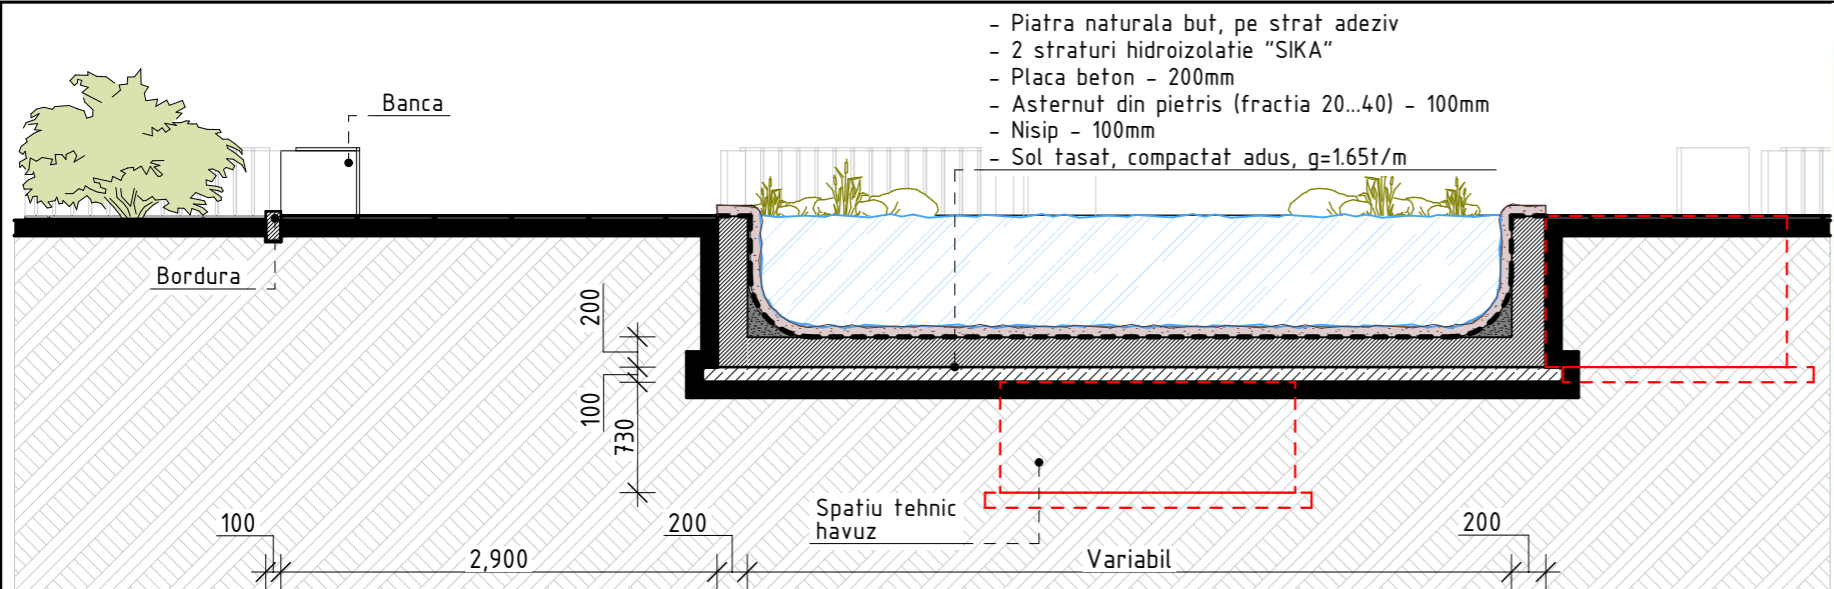 - Piatra naturala but, pe strat adeziv
- 2 straturi hidroizolatie "SIKA"
- Placa beton - 200mm
- Asternut din pietris (fractia 20...40) - 100mm
- Nisip - 100mm
- Sol tasat, compactat adus, g=1.65t/m
Banca
Bordura
200
100
730
Spatiu tehnic
havuz
100
2,900
200
Variabil
200